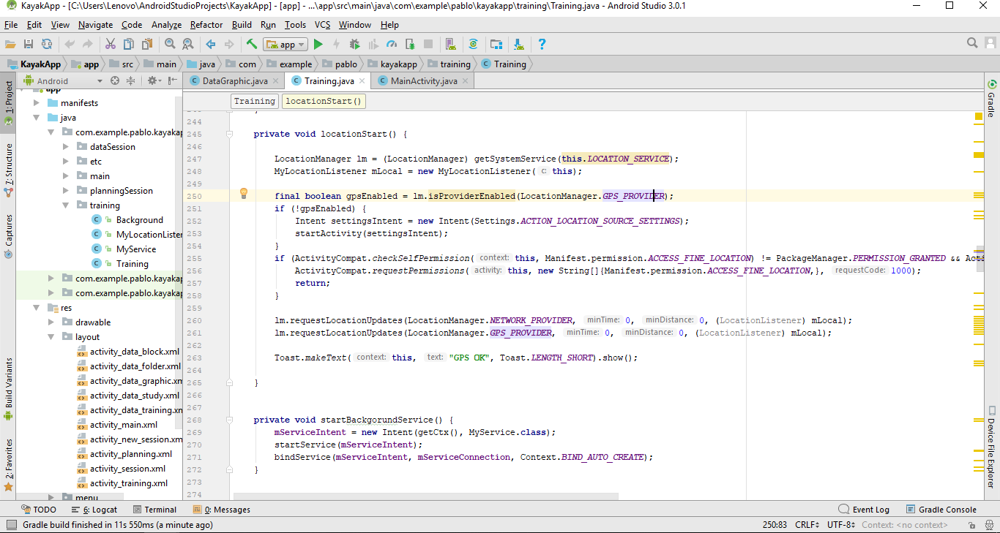 KayakApp - [C:\Users\Lenovo\AndroidStudioProjects\KayakApp] - [app] - ...\app\src\main\java\com\example\pablo\kayakapp\training\Training.java - Android Studio 3.0.1
File Edit View Navigate Code Analyze Refactor Build Run Tools VCS Window Help
app
KayakApp app src main java com example pablo kayakapp training Training
1: Project
7: Structure
Captures
Build Variants
2: Favorites
Android
app
manifests
java
com.example.pablo.kayakap
dataSession
etc
main
planningSession
training
Background
MyLocationListe
MyService
Training
com.example.pablo.kayakap
com.example.pablo.kayakap
res
drawable
layout
activity_data_block.xml
activity_data_folder.xml
activity_data_graphic.xm
activity_data_study.xml
activity_data_training.xm
activity_main.xml
activity_new_session.xm
activity_planning.xml
activity_session.xml
activity_training.xml
menu
DataGraphic.java Training.java MainActivity.java
Training locationStart()
244
245 private void locationStart() {
246
247 LocationManager lm = (LocationManager) getSystemService(this.LOCATION_SERVICE);
248 MyLocationListener mLocal = new MyLocationListener( c: this);
249
250 final boolean gpsEnabled = lm.isProviderEnabled(LocationManager.GPS_PROVIDER);
251 if (!gpsEnabled) {
252 Intent settingsIntent = new Intent(Settings.ACTION_LOCATION_SOURCE_SETTINGS);
253 startActivity(settingsIntent);
254 }
255 if (ActivityCompat.checkSelfPermission( context: this, Manifest.permission.ACCESS_FINE_LOCATION) != PackageManager.PERMISSION_GRANTED && Acti
256 ActivityCompat.requestPermissions( activity: this, new String[]{Manifest.permission.ACCESS_FINE_LOCATION,}, requestCode: 1000);
257 return;
258 }
259
260 lm.requestLocationUpdates(LocationManager.NETWORK_PROVIDER, minTime: 0, minDistance: 0, (LocationListener) mLocal);
261 lm.requestLocationUpdates(LocationManager.GPS_PROVIDER, minTime: 0, minDistance: 0, (LocationListener) mLocal);
262
263 Toast.makeText( context: this, text: "GPS OK", Toast.LENGTH_SHORT).show();
264
265 }
266
267
268 private void startBackgorundService() {
269 mServiceIntent = new Intent(getCtx(), MyService.class);
270 startService(mServiceIntent);
271 bindService(mServiceIntent, mServiceConnection, Context.BIND_AUTO_CREATE);
272 }
273
274
Gradle
Device File Explorer
TODO 6: Logcat Terminal 0: Messages Event Log Gradle Console
Gradle build finished in 11s 550ms (a minute ago) 250:83 CRLF UTF-8 Context: <no context>